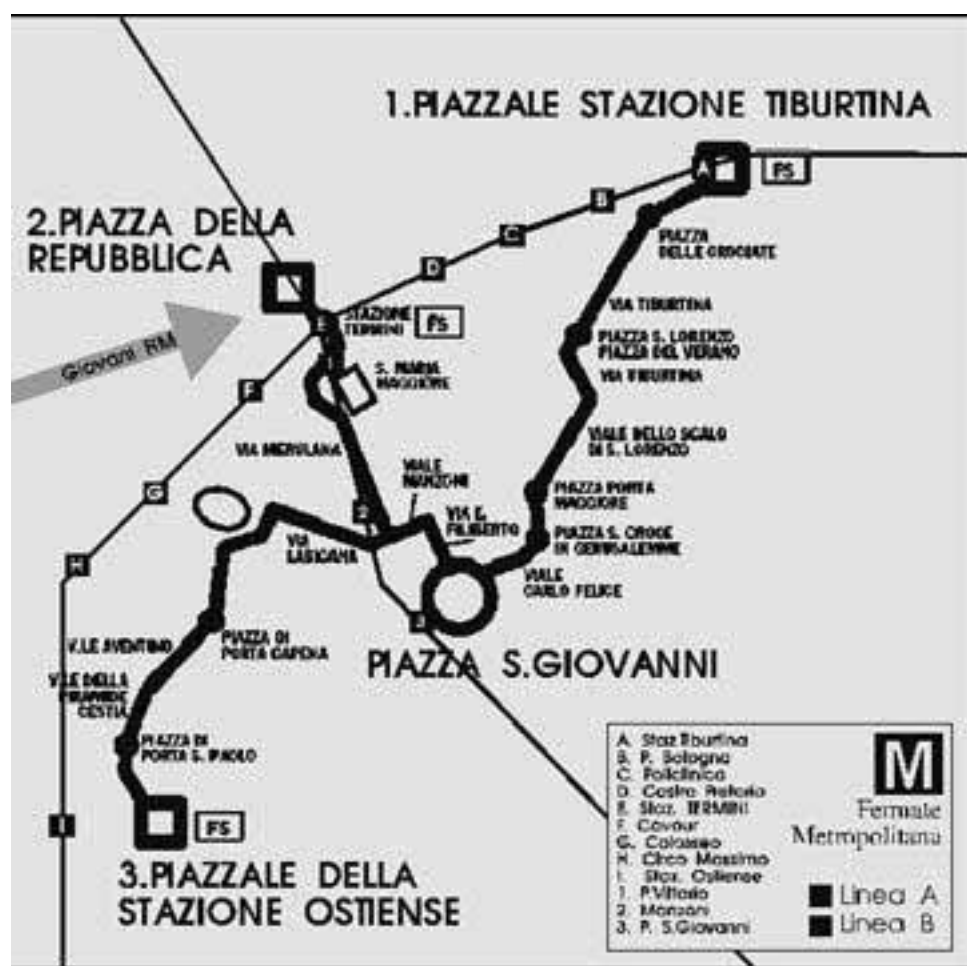 1.PIAZZALE STAZIONE TIBURTINA
A
FS
B
C
D
2.PIAZZA DELLA
REPUBBLICA
PIAZZA
DELLE CROCIATE
VIA TIBURTINA
STAZIONE
TERMINI
FS
Giovani RM
PIAZZA S. LORENZO
PIAZZA DEL VERANO
VIA TIBURTINA
S. MARIA
MAGGIORE
F
VIA MERULANA
VIALE DELLO SCALO
DI S. LORENZO
VIALE
MANZONI
G
PIAZZA PORTA
MAGGIORE
VIA E.
FILIBERTO
2
VIA
LABICANA
PIAZZA S. CROCE
IN GERUSALEMME
H
VIALE
CARLO FELICE
3
V.LE AVENTINO
PIAZZA DI
PORTA CAPENA
PIAZZA S.GIOVANNI
V.LE DELLA
PIRAMIDE
CESTIA
PIAZZA DI
PORTA S. PAOLO
I
FS
3.PIAZZALE DELLA
STAZIONE OSTIENSE
A. Staz Tiburtina
B. P. Bologna
C. Policlinico
D. Castro Pretorio
E. Staz. TERMINI
F. Cavour
G. Colosseo
H. Circo Massimo
I. Staz. Ostiense
1. P.Vittorio
2. Manzoni
3. P. S.Giovanni
M
Fermate
Metropolitana
Linea A
Linea B